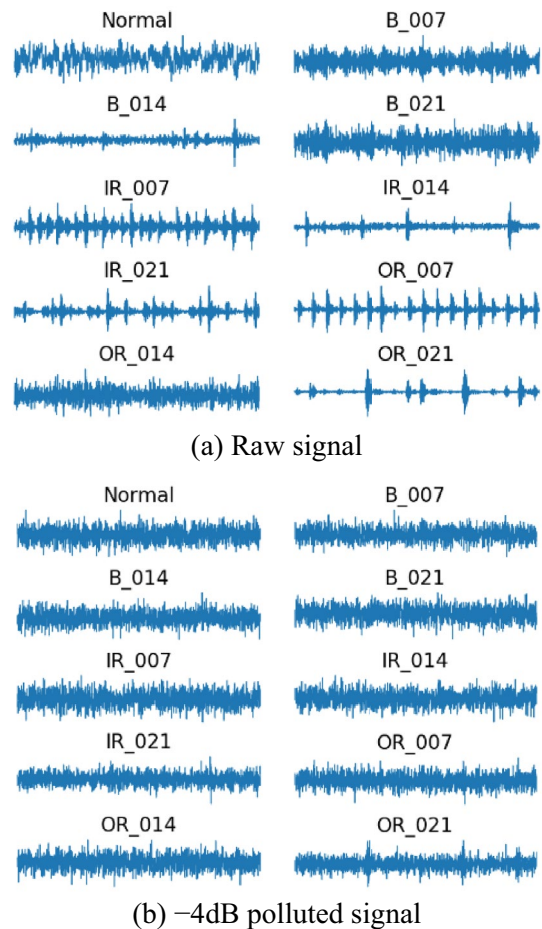 Normal B_007
B_014 B_021
IR_007 IR_014
IR_021 OR_007
OR_014 OR_021
(a) Raw signal
Normal B_007
B_014 B_021
IR_007 IR_014
IR_021 OR_007
OR_014 OR_021
(b) −4dB polluted signal